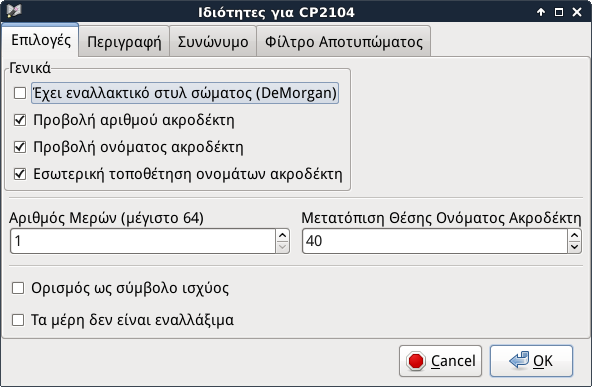 Ιδιότητες για CP2104
Επιλογές Περιγραφή Συνώνυμο Φίλτρο Αποτυπώματος
Γενικά
Έχει εναλλακτικό στυλ σώματος (DeMorgan)
Προβολή αριθμού ακροδέκτη
Προβολή ονόματος ακροδέκτη
Εσωτερική τοποθέτηση ονομάτων ακροδέκτη
Αριθμός Μερών (μέγιστο 64) Μετατόπιση Θέσης Ονόματος Ακροδέκτη
1 40
Ορισμός ως σύμβολο ισχύος
Τα μέρη δεν είναι εναλλάξιμα
Cancel OK